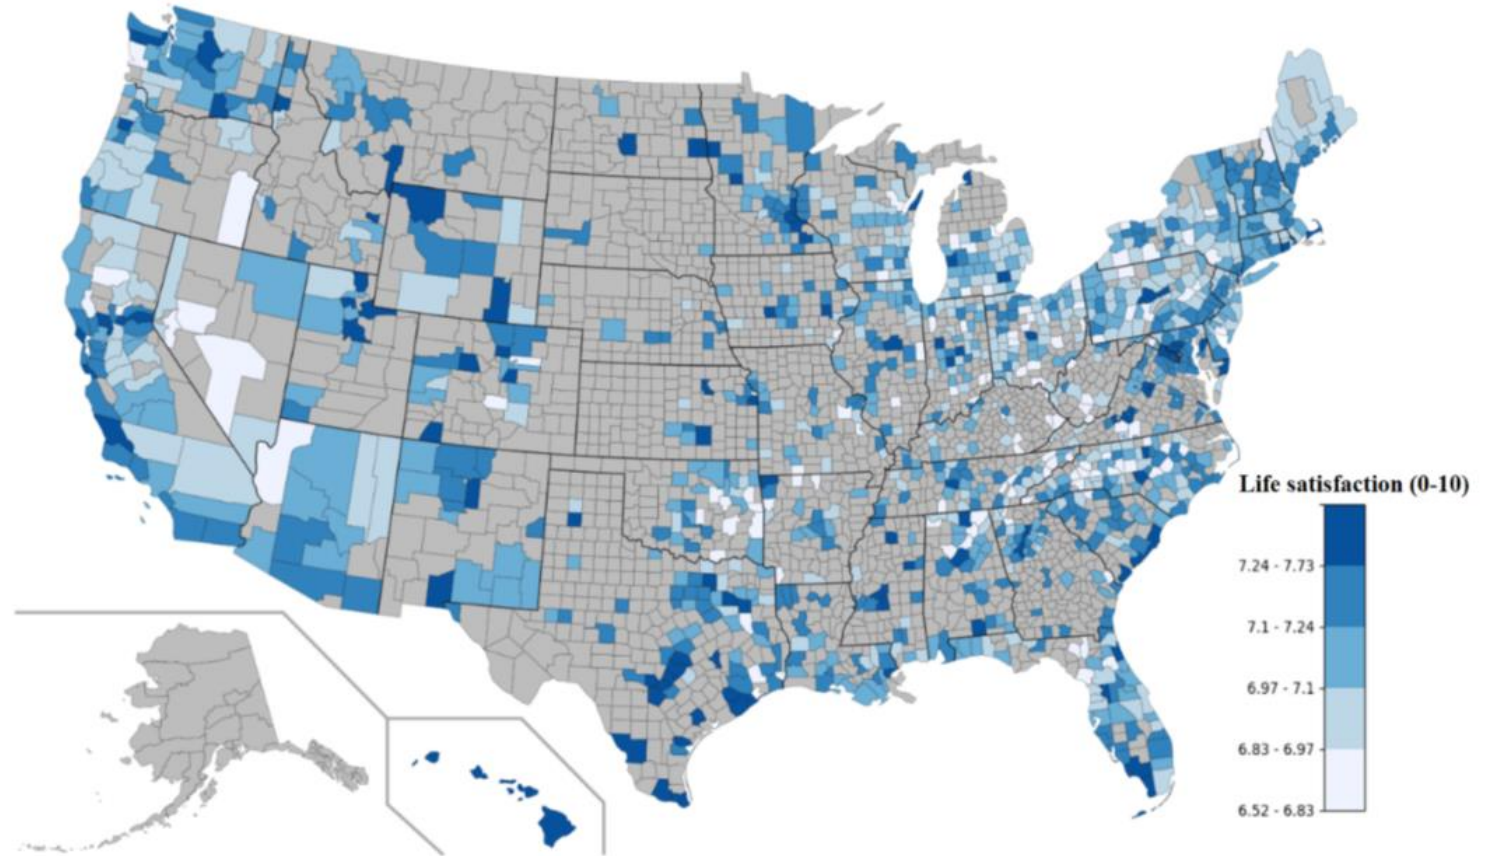 Life satisfaction (0-10)
7.24 - 7.73
7.1 - 7.24
6.97 - 7.1
6.83 - 6.97
6.52 - 6.83